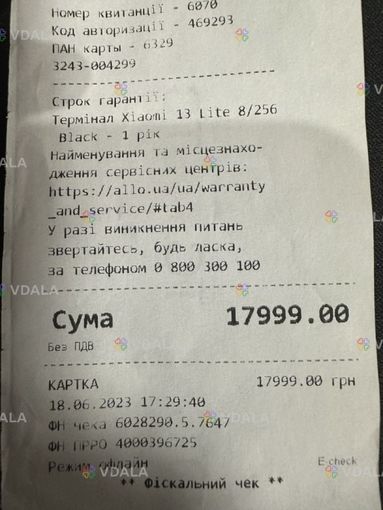 Номер квитанції - 6070
Код авторизації - 469293
ПАН карты - 6329
3243-004299
Строк гарантії:
Термінал Xiaomi 13 Lite 8/256
Black - 1 рік
Найменування та місцезнахо-
дження сервісних центрів:
https://allo.ua/ua/warranty
_and_service/#tab4
У разі виникнення питань
звертайтесь, будь ласка,
за телефоном 0 800 300 100
Сума 17999.00
Без ПДВ
КАРТКА 17999.00 грн
18.06.2023 17:29:40
ФН чека 6028290.5.7647
ФН ПРРО 4000396725
Режим офлайн E-check
** Фіскальний чек **
VDALA